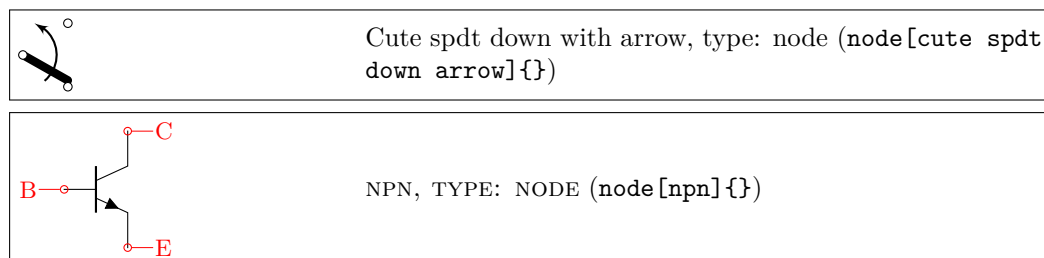 Cute spdt down with arrow, type: node (node[cute spdt
down arrow]{})
C
B
NPN, TYPE: NODE (node[npn]{})
E